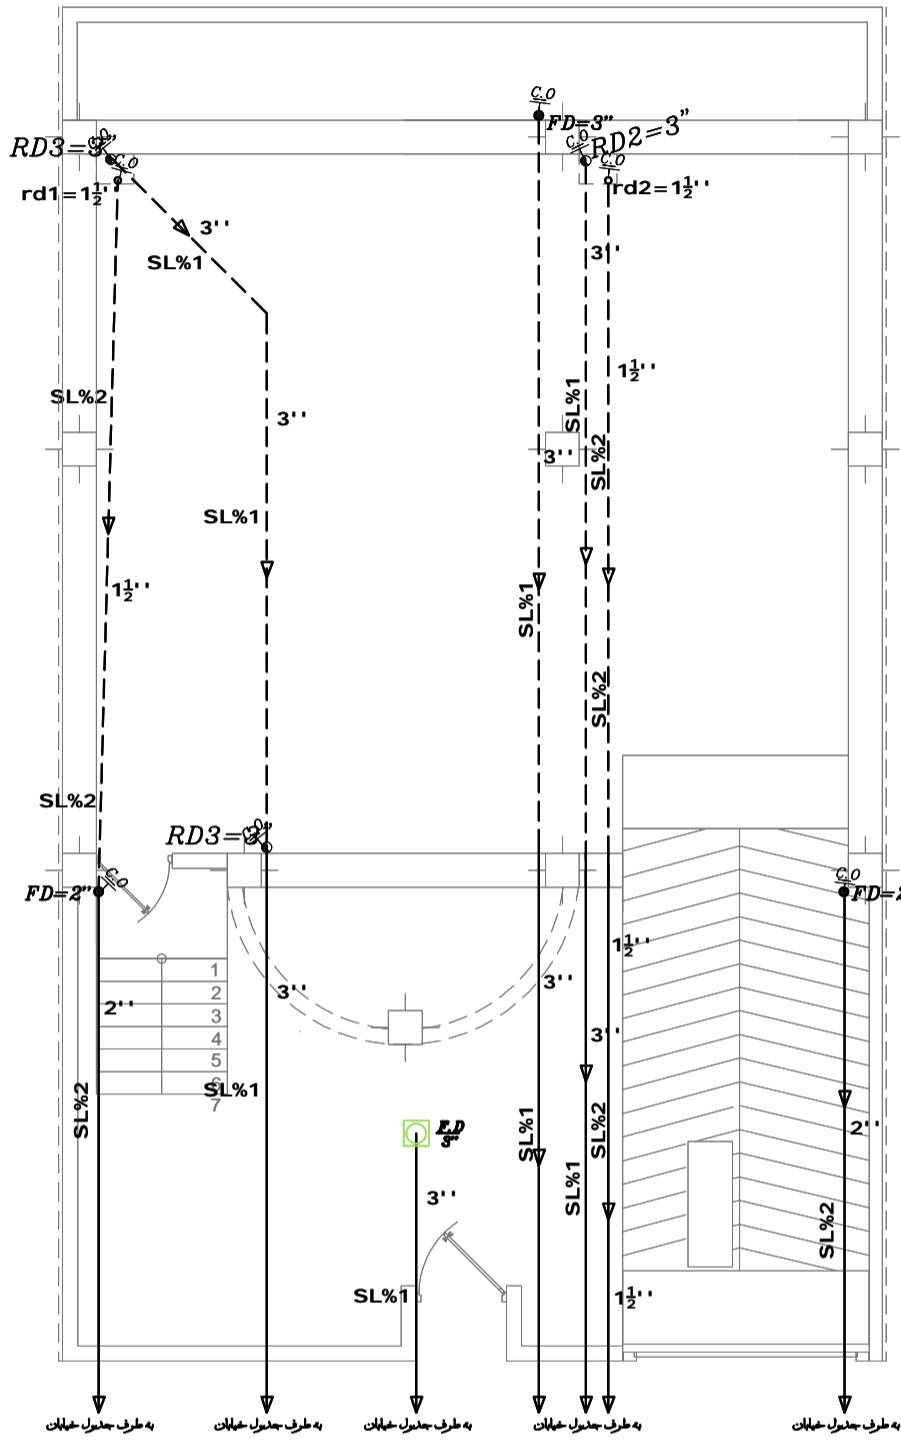 C.O
FD=3"
C.O
C.O
RD2=3"
RD3=3"
C.O
C.O
rd1=1½''
rd2=1½''
3''
SL%1
3''
1½''
SL%2
SL%1
3''
SL%2
3''
SL%1
1½''
SL%1
SL%2
SL%2
C.O
RD3=3"
C.O
FD=2"
C.O
FD=2
1½''
1
2
3
4
5
6
7
2''
3''
3''
3''
SL%2
SL%1
SL%1
SL%2
SL%1
F.D
3"
2''
3''
SL%2
SL%1
1½''
به طرف جدول خیابان
به طرف جدول خیابان
به طرف جدول خیابان
به طرف جدول خیابان
به طرف جدول خیابان